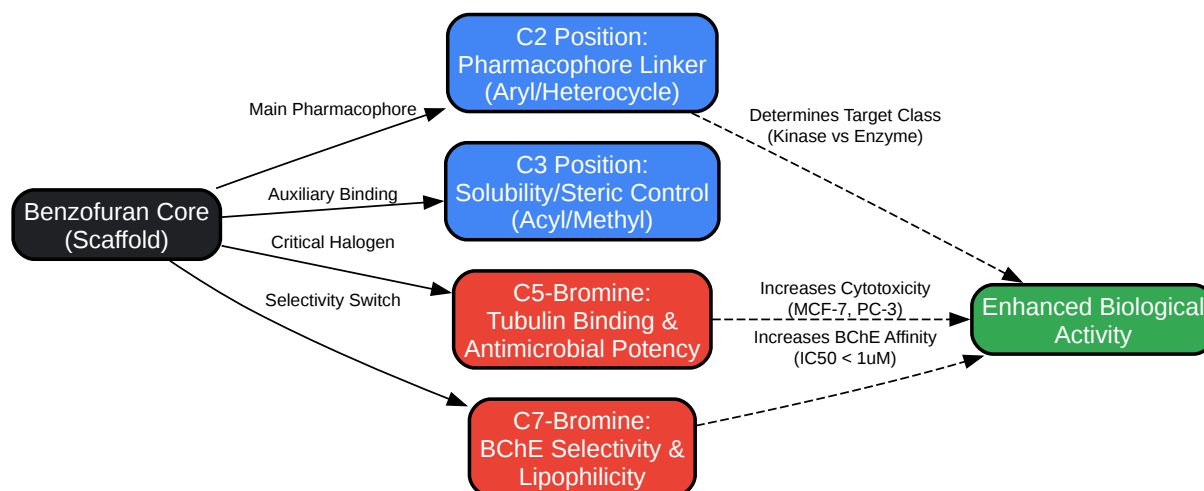 Benzofuran Core
(Scaffold)
Main Pharmacophore
Auxiliary Binding
Critical Halogen
Selectivity Switch
C2 Position:
Pharmacophore Linker
(Aryl/Heterocycle)
C3 Position:
Solubility/Steric Control
(Acyl/Methyl)
C5-Bromine:
Tubulin Binding &
Antimicrobial Potency
C7-Bromine:
BChE Selectivity &
Lipophilicity
Determines Target Class
(Kinase vs Enzyme)
Increases Cytotoxicity
(MCF-7, PC-3)
Increases BChE Affinity
(IC50 < 1uM)
Enhanced Biological
Activity